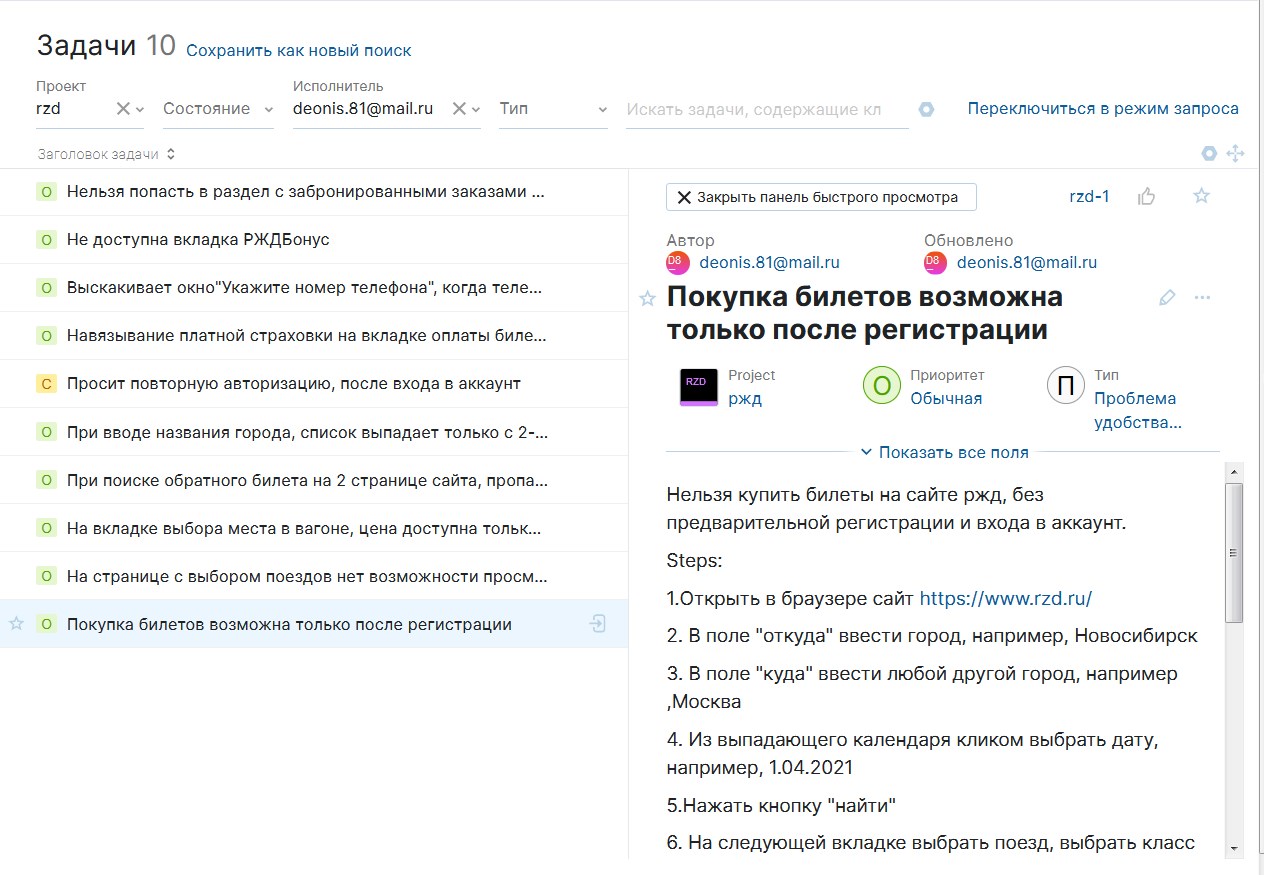 Задачи 10 Сохранить как новый поиск
Проект Исполнитель
rzd Состояние deonis.81@mail.ru Тип Искать задачи, содержащие кл Переключиться в режим запроса
Заголовок задачи
О Нельзя попасть в раздел с забронированными заказами ...
О Не доступна вкладка РЖДБонус
О Выскакивает окно"Укажите номер телефона", когда теле...
О Навязывание платной страховки на вкладке оплаты биле...
С Просит повторную авторизацию, после входа в аккаунт
О При вводе названия города, список выпадает только с 2-...
О При поиске обратного билета на 2 странице сайта, пропа...
О На вкладке выбора места в вагоне, цена доступна тольк...
О На странице с выбором поездов нет возможности просм...
О Покупка билетов возможна только после регистрации
Закрыть панель быстрого просмотра rzd-1
Автор Обновлено
D8 deonis.81@mail.ru D8 deonis.81@mail.ru
Покупка билетов возможна
только после регистрации
Project Приоритет Тип
RZD ржд О Обычная П Проблема
удобства...
Показать все поля
Нельзя купить билеты на сайте ржд, без
предварительной регистрации и входа в аккаунт.
Steps:
1.Открыть в браузере сайт https://www.rzd.ru/
2. В поле "откуда" ввести город, например, Новосибирск
3. В поле "куда" ввести любой другой город, например
,Москва
4. Из выпадающего календаря кликом выбрать дату,
например, 1.04.2021
5.Нажать кнопку "найти"
6. На следующей вкладке выбрать поезд, выбрать класс